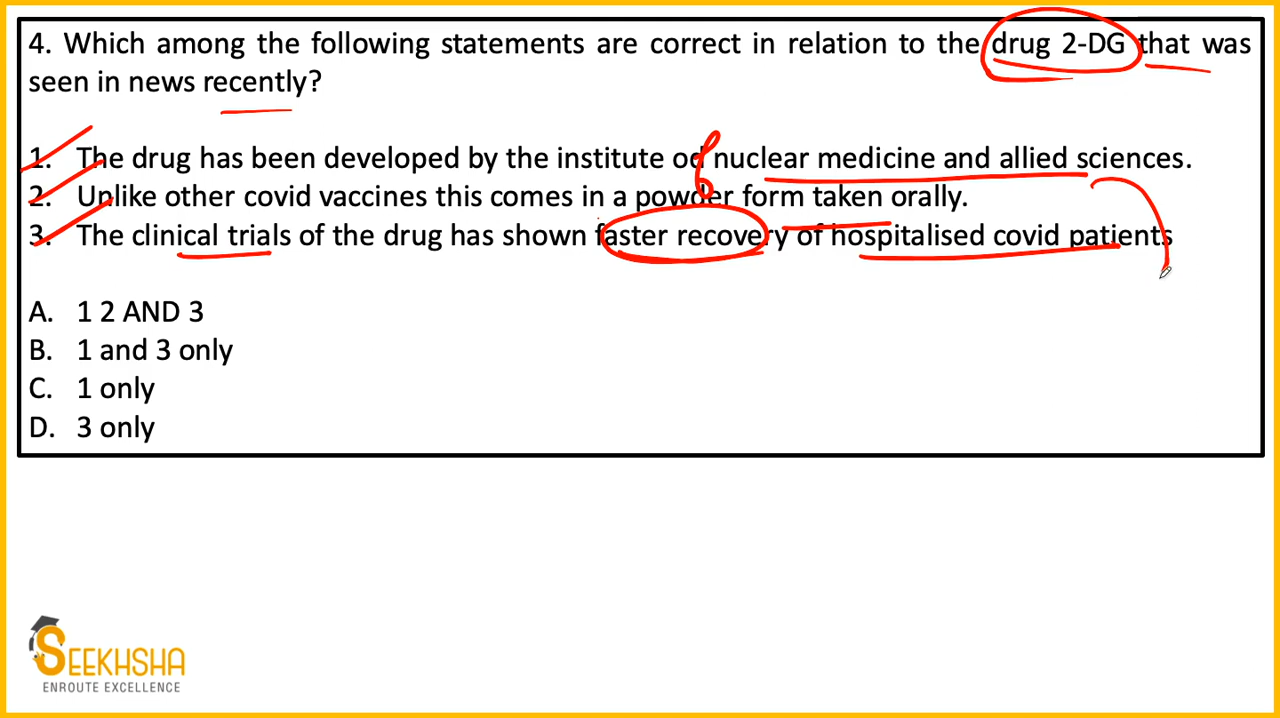 4. Which among the following statements are correct in relation to the drug 2-DG that was
seen in news recently?
1. The drug has been developed by the institute od nuclear medicine and allied sciences.
2. Unlike other covid vaccines this comes in a powder form taken orally.
3. The clinical trials of the drug has shown faster recovery of hospitalised covid patients
A. 1 2 AND 3
B. 1 and 3 only
C. 1 only
D. 3 only
SEEKHSHA
ENROUTE EXCELLENCE